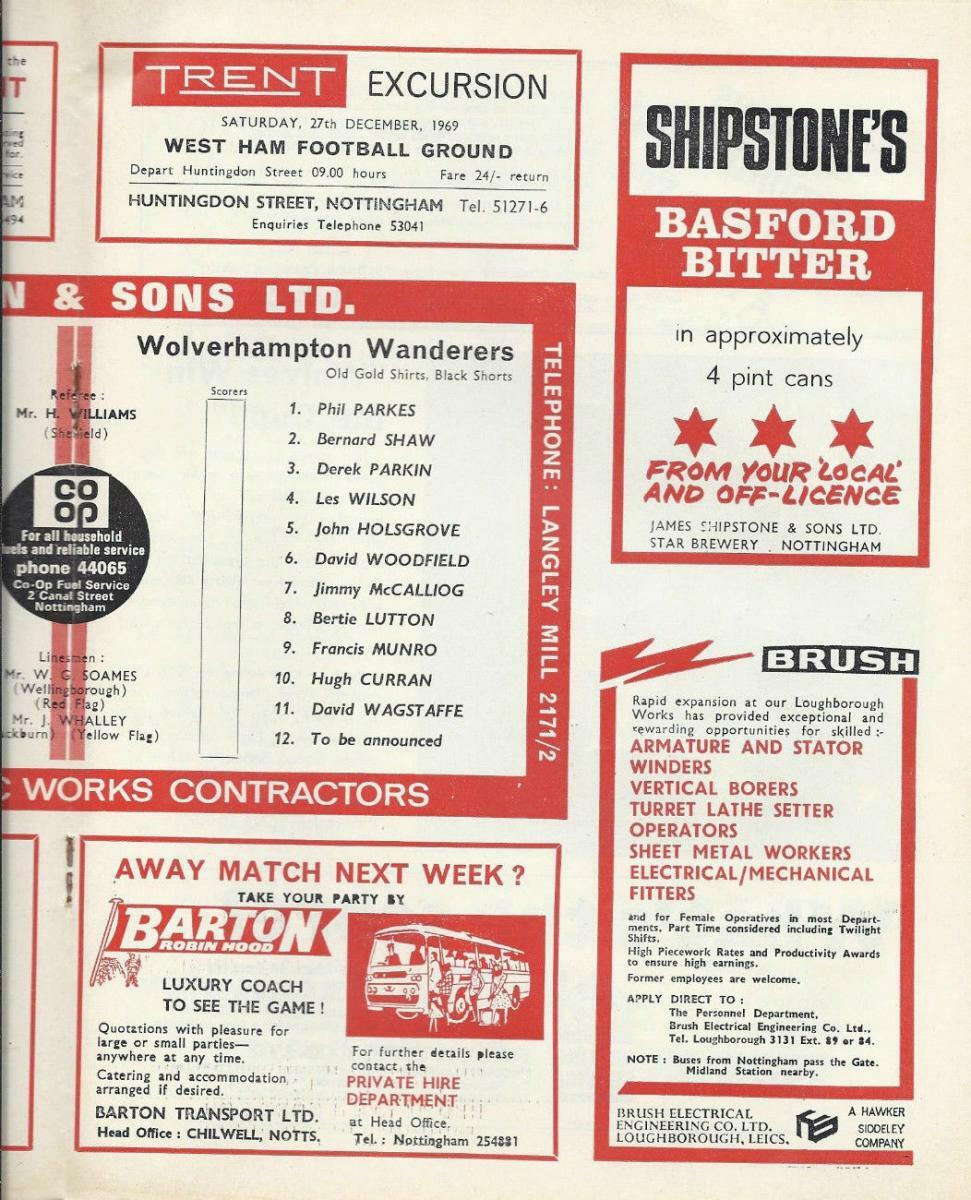 the
IT
rved
for.
vice
AM
494
TRENT EXCURSION
SATURDAY, 27th DECEMBER, 1969
WEST HAM FOOTBALL GROUND
Depart Huntingdon Street 09.00 hours Fare 24/- return
HUNTINGDON STREET, NOTTINGHAM Tel. 51271-6
Enquiries Telephone 53041
N & SONS LTD.
Referee :
Mr. H. WILLIAMS
(Sheffield)
CO
OP
For all household
uels and reliable service
phone 44065
Co-Op Fuel Service
2 Canal Street
Nottingham
Linesmen :
Mr. W. G. SOAMES
(Wellingborough)
(Red Flag)
Mr. J. WHALLEY
ackburn) (Yellow Flag)
Wolverhampton Wanderers
Old Gold Shirts, Black Shorts
Scorers
1. Phil PARKES
2. Bernard SHAW
3. Derek PARKIN
4. Les WILSON
5. John HOLSGROVE
6. David WOODFIELD
7. Jimmy McCALLIOG
8. Bertie LUTTON
9. Francis MUNRO
10. Hugh CURRAN
11. David WAGSTAFFE
12. To be announced
TELEPHONE: LANGLEY MILL 2171/2
C WORKS CONTRACTORS
AWAY MATCH NEXT WEEK ?
TAKE YOUR PARTY BY
BARTON
ROBIN HOOD
LUXURY COACH
TO SEE THE GAME !
Quotations with pleasure for
large or small parties—
anywhere at any time.
Catering and accommodation
arranged if desired.
BARTON TRANSPORT LTD.
Head Office : CHILWELL, NOTTS.
For further details please
contact the
PRIVATE HIRE
DEPARTMENT
at Head Office.
Tel. : Nottingham 254881
SHIPSTONE'S
BASFORD
BITTER
in approximately
4 pint cans
FROM YOUR 'LOCAL'
AND OFF-LICENCE
JAMES SHIPSTONE & SONS LTD.
STAR BREWERY . NOTTINGHAM
BRUSH
Rapid expansion at our Loughborough
Works has provided exceptional and
rewarding opportunities for skilled :-
ARMATURE AND STATOR
WINDERS
VERTICAL BORERS
TURRET LATHE SETTER
OPERATORS
SHEET METAL WORKERS
ELECTRICAL/MECHANICAL
FITTERS
and for Female Operatives in most Depart-
ments, Part Time considered including Twilight
Shifts.
High Piecework Rates and Productivity Awards
to ensure high earnings.
Former employees are welcome.
APPLY DIRECT TO :
The Personnel Department,
Brush Electrical Engineering Co. Ltd.,
Tel. Loughborough 3131 Ext. 89 or 84.
NOTE : Buses from Nottingham pass the Gate.
Midland Station nearby.
BRUSH ELECTRICAL
ENGINEERING CO. LTD.
LOUGHBOROUGH, LEICS.
A HAWKER
SIDDELEY
COMPANY